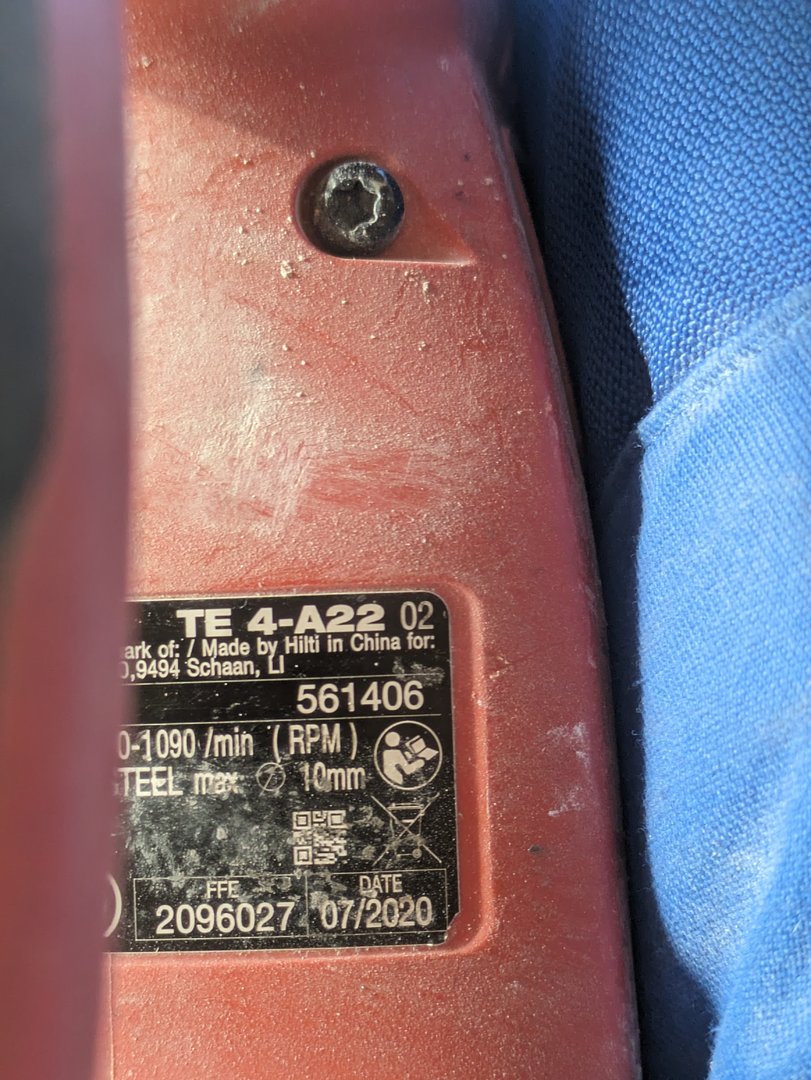 TE 4-A22 02
ark of: / Made by Hilti in China for:
0,9494 Schaan, LI
561406
0-1090 /min (RPM)
STEEL max. ⌀ 10mm
FFE DATE
2096027 07/2020